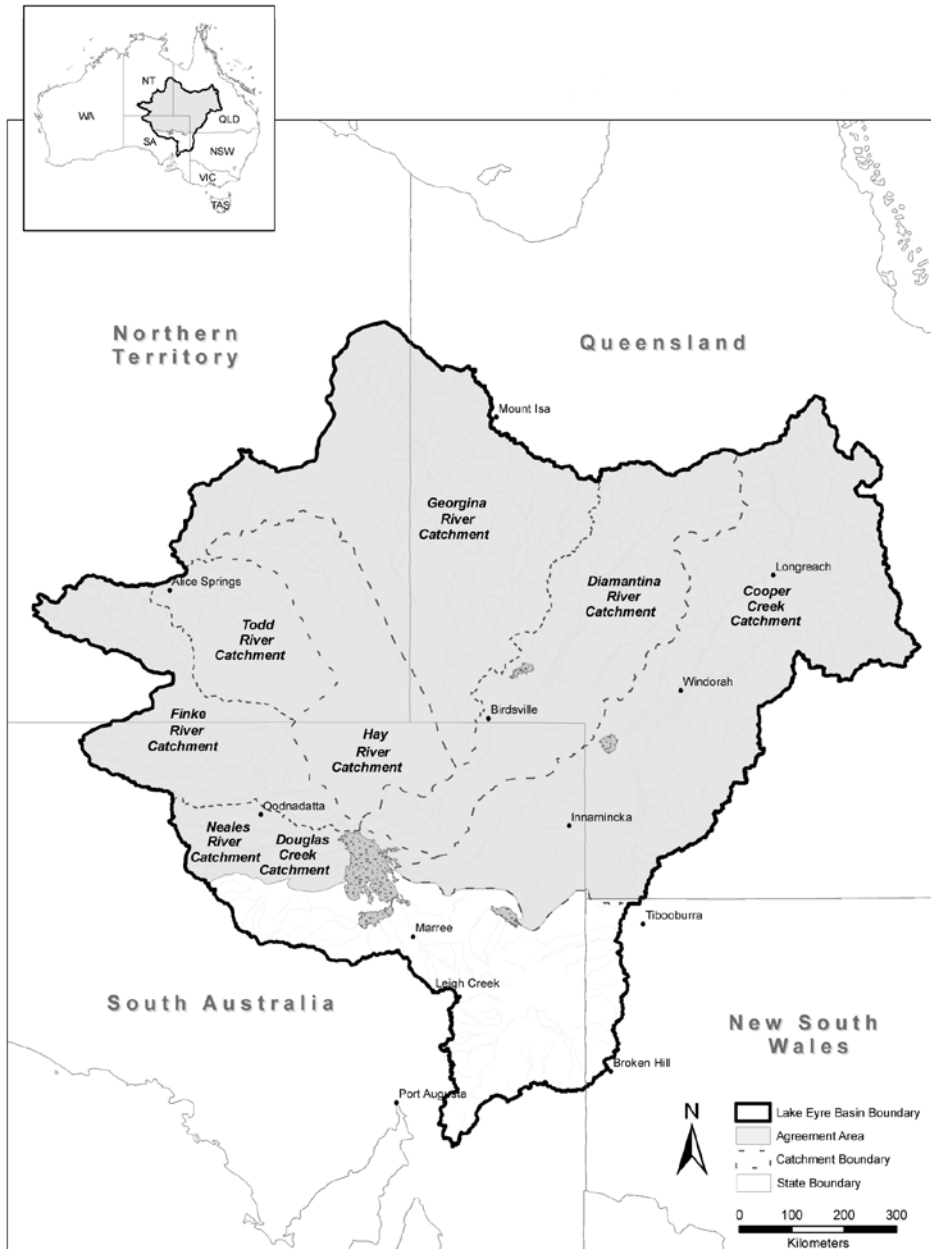 NT
WA
QLD
SA
NSW
VIC
TAS
Northern
Territory
Queensland
Mount Isa
Georgina
River
Catchment
Longreach
Diamantina
River
Catchment
Alice Springs
Cooper
Creek
Catchment
Todd
River
Catchment
Windorah
Birdsville
Finke
River
Catchment
Hay
River
Catchment
Oodnadatta
Innamincka
Neales
River
Catchment
Douglas
Creek
Catchment
Tibooburra
Marree
Leigh Creek
South Australia
New South
Wales
Broken Hill
Port Augusta
N
Lake Eyre Basin Boundary
Agreement Area
Catchment Boundary
State Boundary
0 100 200 300
Kilometers